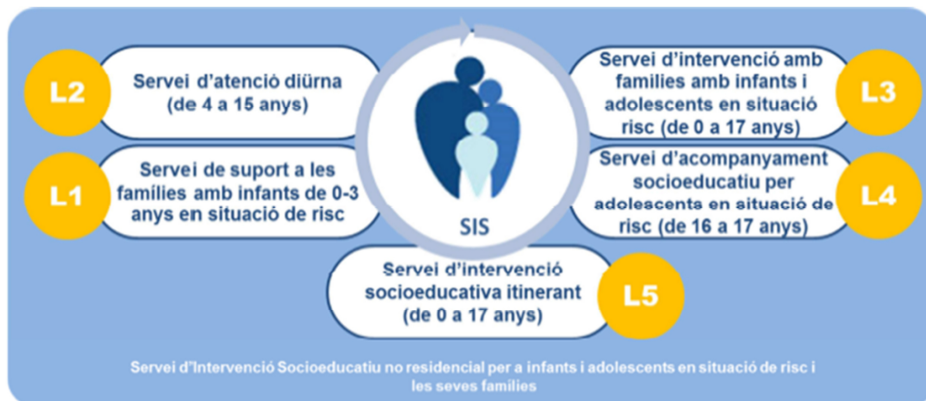 L2
Servei d'atenció diürna
(de 4 a 15 anys)
L1
Servei de suport a les
famílies amb infants de 0-3
anys en situació de risc
SIS
Servei d'intervenció amb
famílies amb infants i
adolescents en situació
risc (de 0 a 17 anys)
L3
Servei d'acompanyament
socioeducatiu per
adolescents en situació de
risc (de 16 a 17 anys)
L4
Servei d'intervenció
socioeducativa itinerant
(de 0 a 17 anys)
L5
Servei d'Intervenció Socioeducatiu no residencial per a infants i adolescents en situació de risc i
les seves famílies